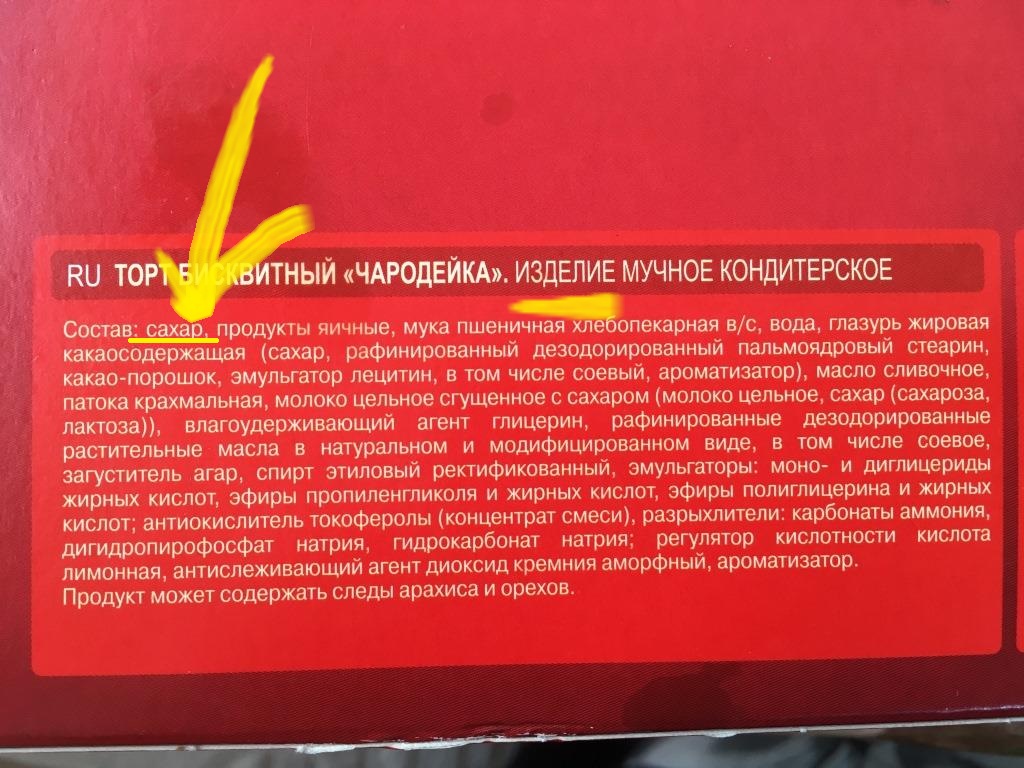 RU ТОРТ БИСКВИТНЫЙ «ЧАРОДЕЙКА». ИЗДЕЛИЕ МУЧНОЕ КОНДИТЕРСКОЕ
Состав: сахар, продукты яичные, мука пшеничная хлебопекарная в/с, вода, глазурь жировая
какаосодержащая (сахар, рафинированный дезодорированный пальмоядровый стеарин,
какао-порошок, эмульгатор лецитин, в том числе соевый, ароматизатор), масло сливочное,
патока крахмальная, молоко цельное сгущенное с сахаром (молоко цельное, сахар (сахароза,
лактоза)), влагоудерживающий агент глицерин, рафинированные дезодорированные
растительные масла в натуральном и модифицированном виде, в том числе соевое,
загуститель агар, спирт этиловый ректификованный, эмульгаторы: моно- и диглицериды
жирных кислот, эфиры пропиленгликоля и жирных кислот, эфиры полиглицерина и жирных
кислот; антиокислитель токоферолы (концентрат смеси), разрыхлители: карбонаты аммония,
дигидропирофосфат натрия, гидрокарбонат натрия; регулятор кислотности кислота
лимонная, антислеживающий агент диоксид кремния аморфный, ароматизатор.
Продукт может содержать следы арахиса и орехов.